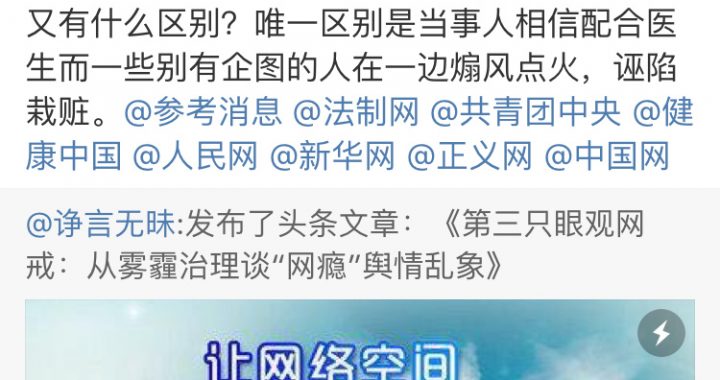 又有什么区别？唯一区别是当事人相信配合医
生而一些别有企图的人在一边煽风点火，诬陷
栽赃。@参考消息 @法制网 @共青团中央 @健
康中国 @人民网 @新华网 @正义网 @中国网
@诤言无昧:发布了头条文章：《第三只眼观网
戒：从雾霾治理谈“网瘾”舆情乱象》
让网络空间